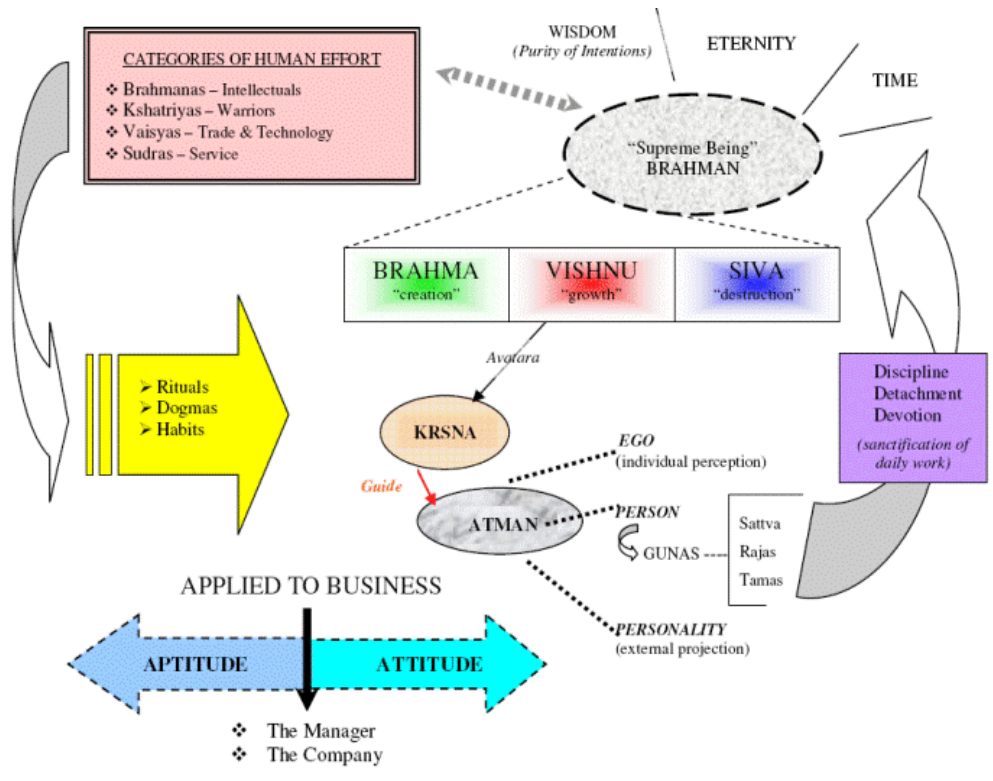 CATEGORIES OF HUMAN EFFORT
❖ Brahmanas – Intellectuals
❖ Kshatriyas – Warriors
❖ Vaisyas – Trade & Technology
❖ Sudras – Service
WISDOM
(Purity of Intentions)
ETERNITY
TIME
“Supreme Being”
BRAHMAN
BRAHMA
“creation”
VISHNU
“growth”
SIVA
“destruction”
Avatara
➢ Rituals
➢ Dogmas
➢ Habits
KRSNA
Guide
ATMAN
EGO
(individual perception)
PERSON
GUNAS
Sattva
Rajas
Tamas
PERSONALITY
(external projection)
Discipline
Detachment
Devotion
(sanctification of
daily work)
APPLIED TO BUSINESS
APTITUDE
ATTITUDE
❖ The Manager
❖ The Company